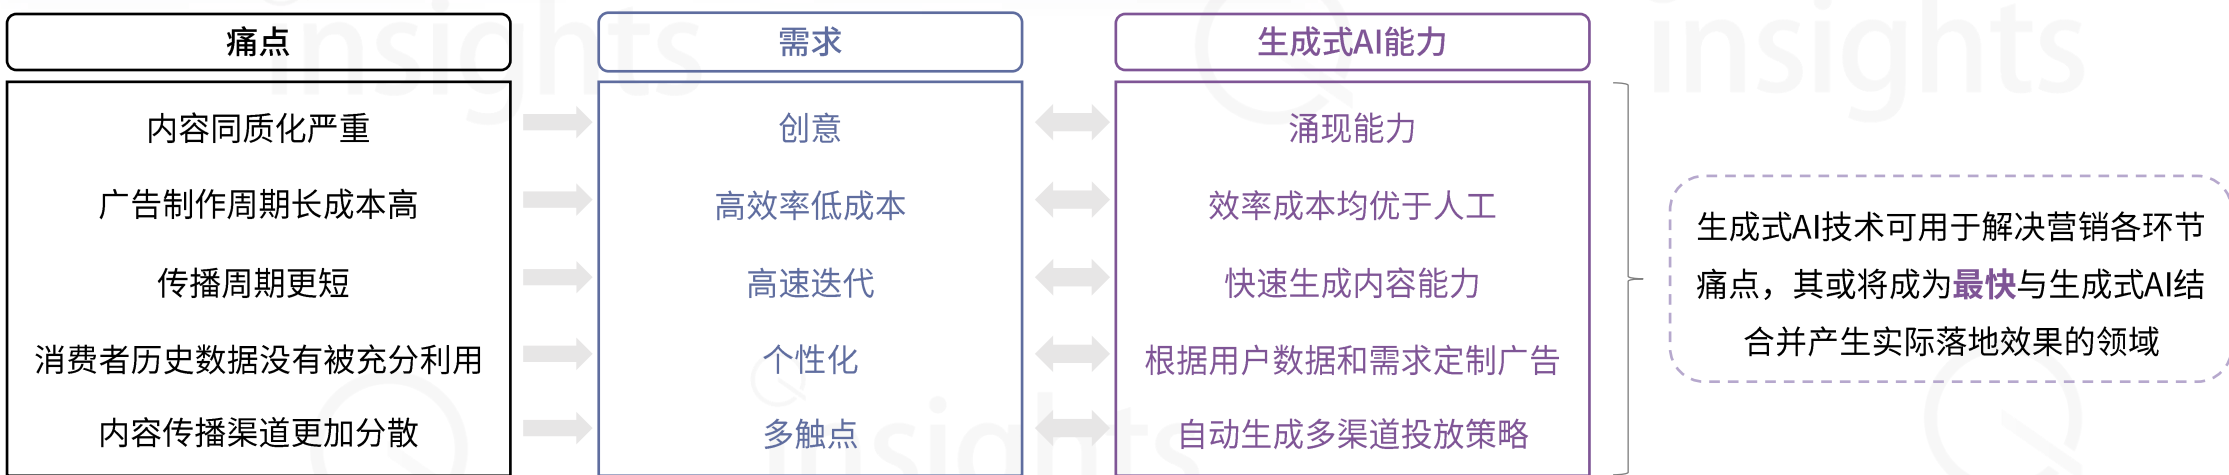 痛点
需求
生成式AI能力
内容同质化严重
创意
涌现能力
广告制作周期长成本高
高效率低成本
效率成本均优于人工
传播周期更短
高速迭代
快速生成内容能力
消费者历史数据没有被充分利用
个性化
根据用户数据和需求定制广告
内容传播渠道更加分散
多触点
自动生成多渠道投放策略
生成式AI技术可用于解决营销各环节
痛点，其或将成为最快与生成式AI结
合并产生实际落地效果的领域
insights
insights
insights